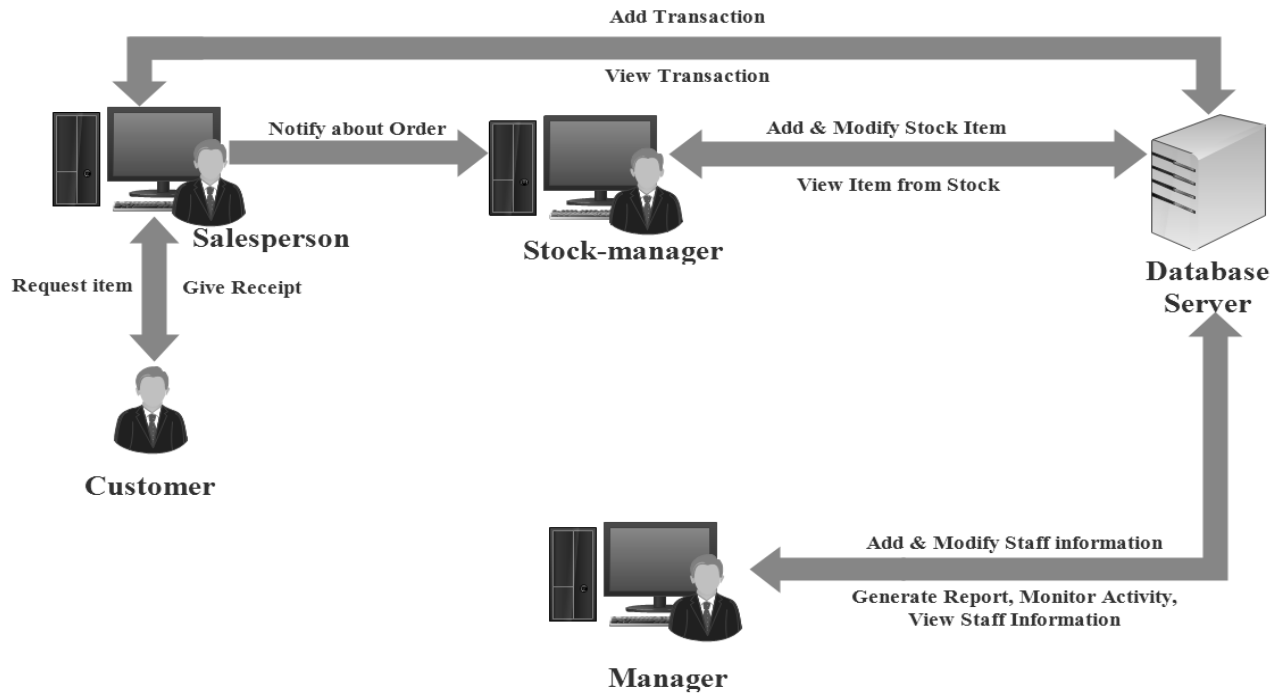 Add Transaction
View Transaction
Notify about Order
Add & Modify Stock Item
View Item from Stock
Salesperson
Stock-manager
Database
Server
Request item
Give Receipt
Customer
Add & Modify Staff information
Generate Report, Monitor Activity,
View Staff Information
Manager